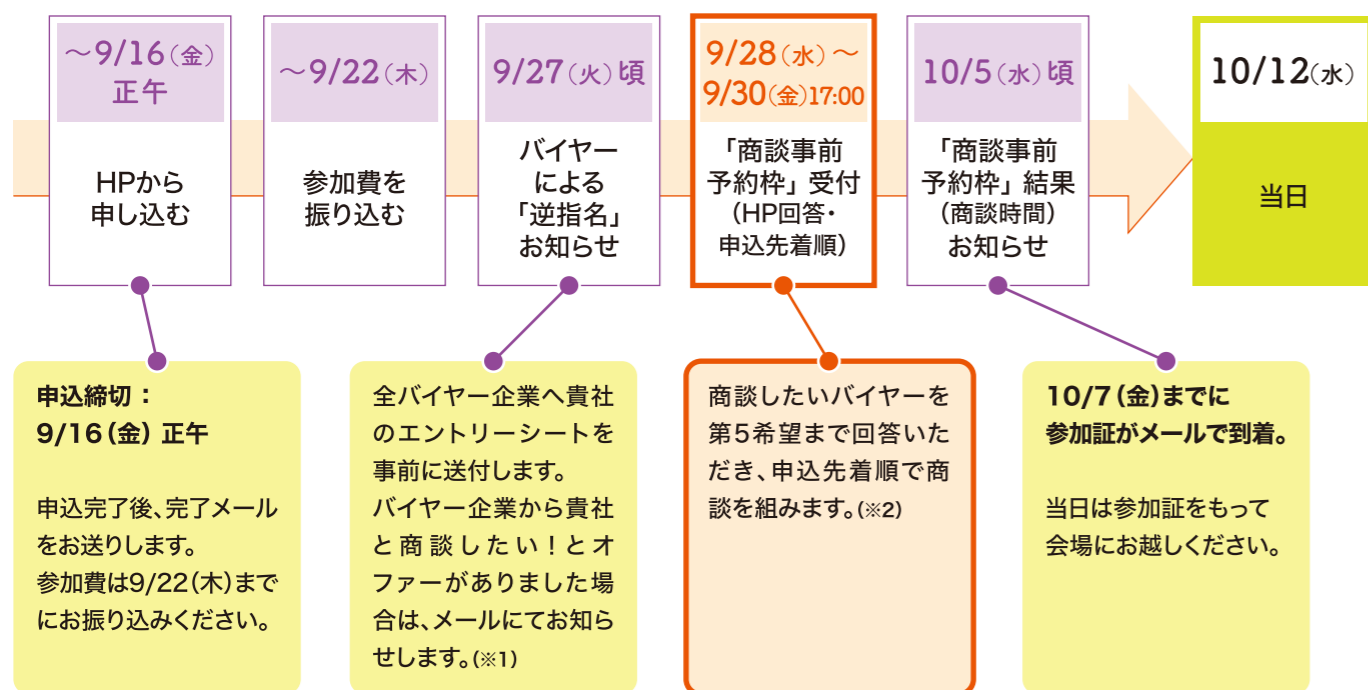 ～9/16(金)
正午
HPから
申し込む
～9/22(木)
参加費を
振り込む
9/27(火)頃
バイヤー
による
「逆指名」
お知らせ
9/28(水)～
9/30(金)17:00
「商談事前
予約枠」受付
(HP回答・
申込先着順)
10/5(水)頃
「商談事前
予約枠」結果
(商談時間)
お知らせ
10/12(水)
当日
申込締切：
9/16(金) 正午
申込完了後、完了メール
をお送りします。
参加費は9/22(木)まで
にお振り込みください。
全バイヤー企業へ貴社
のエントリーシートを
事前に送付します。
バイヤー企業から貴社
と商談したい！とオ
ファーがありました場
合は、メールにてお知ら
せします。(※1)
商談したいバイヤーを
第5希望まで回答いた
だき、申込先着順で商
談を組みます。(※2)
10/7(金)までに
参加証がメールで到着。
当日は参加証をもって
会場にお越しください。